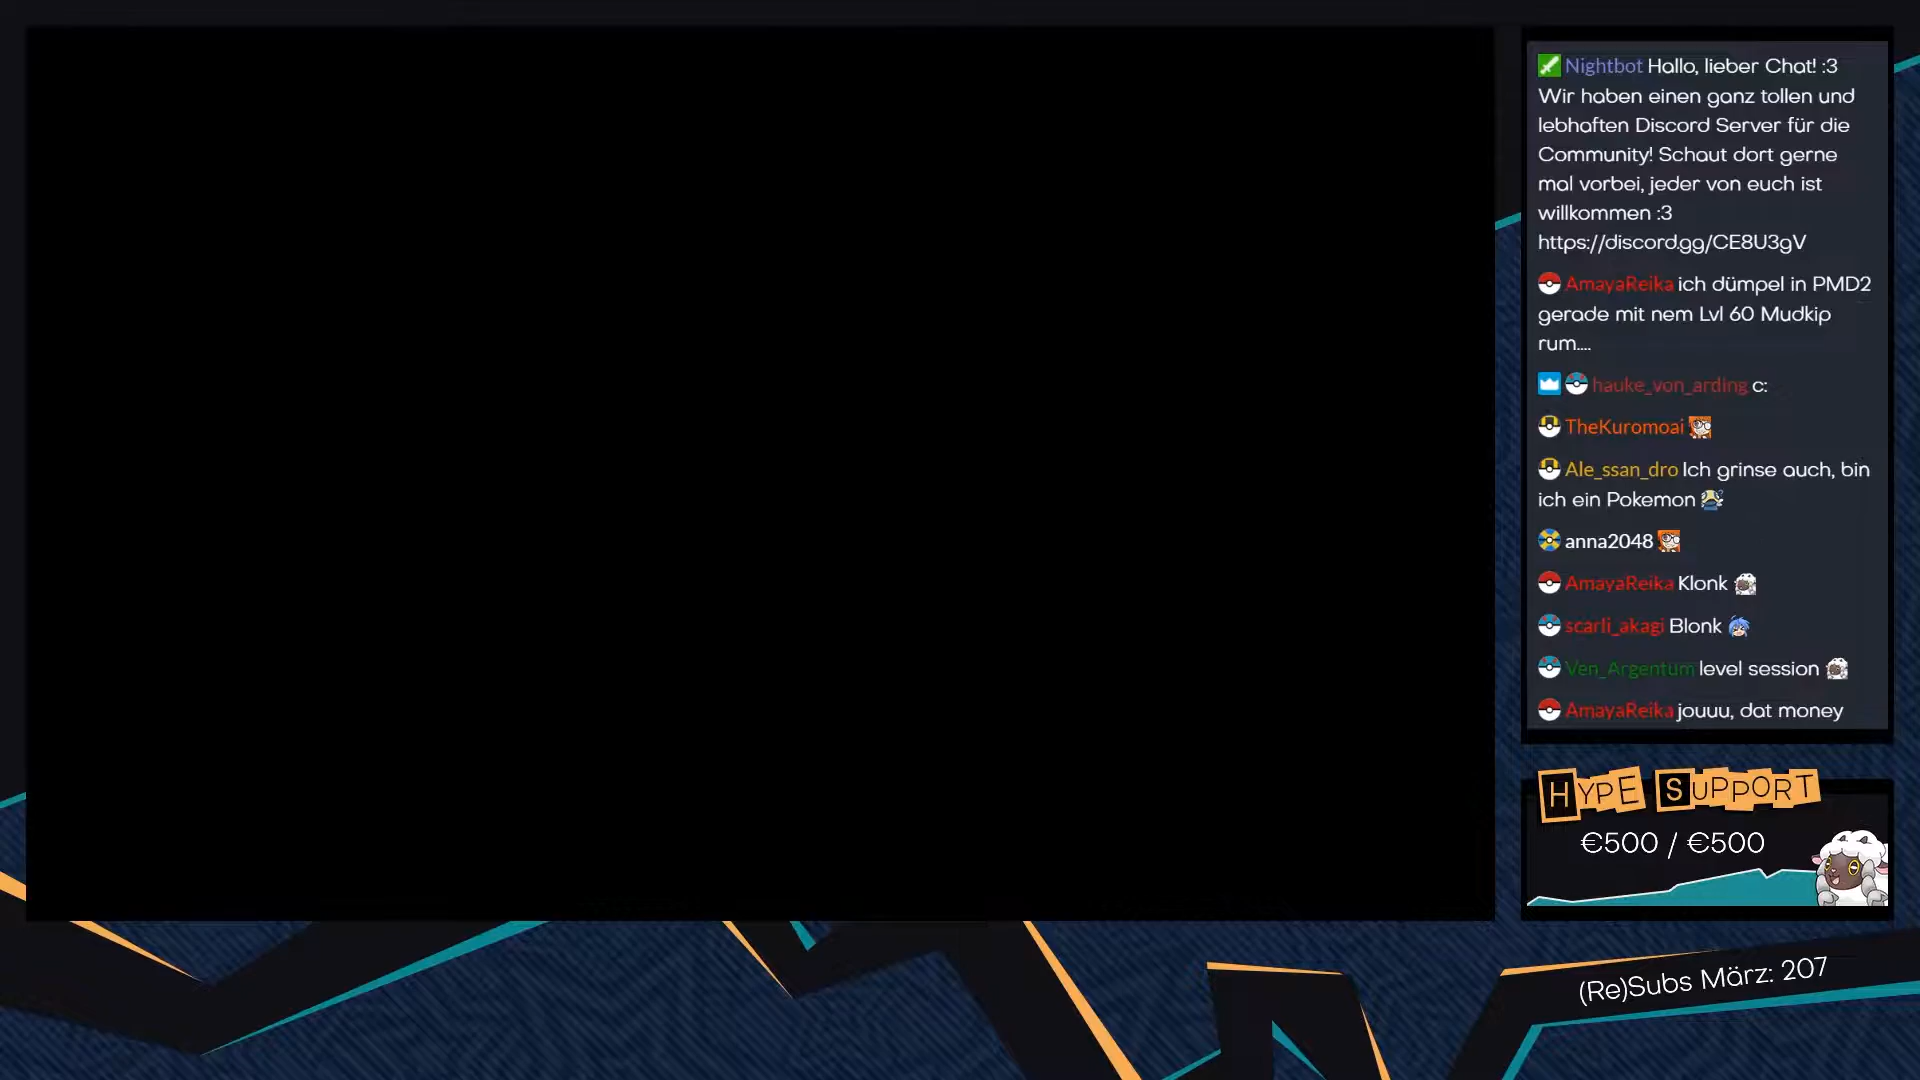 Nightbot Hallo, lieber Chat! :3
Wir haben einen ganz tollen und
lebhaften Discord Server für die
Community! Schaut dort gerne
mal vorbei, jeder von euch ist
willkommen :3
https://discord.gg/CE8U3gV
AmayaReika ich dümpel in PMD2
gerade mit nem Lvl 60 Mudkip
rum....
hauke_von_arding c:
TheKuromoai
Ale_ssan_dro Ich grinse auch, bin
ich ein Pokemon
anna2048
AmayaReika Klonk
scarli_akagi Blonk
Ven_Argentum level session
AmayaReika jouuu, dat money
HYPE SUPPORT
€500 / €500
(Re)Subs März: 207